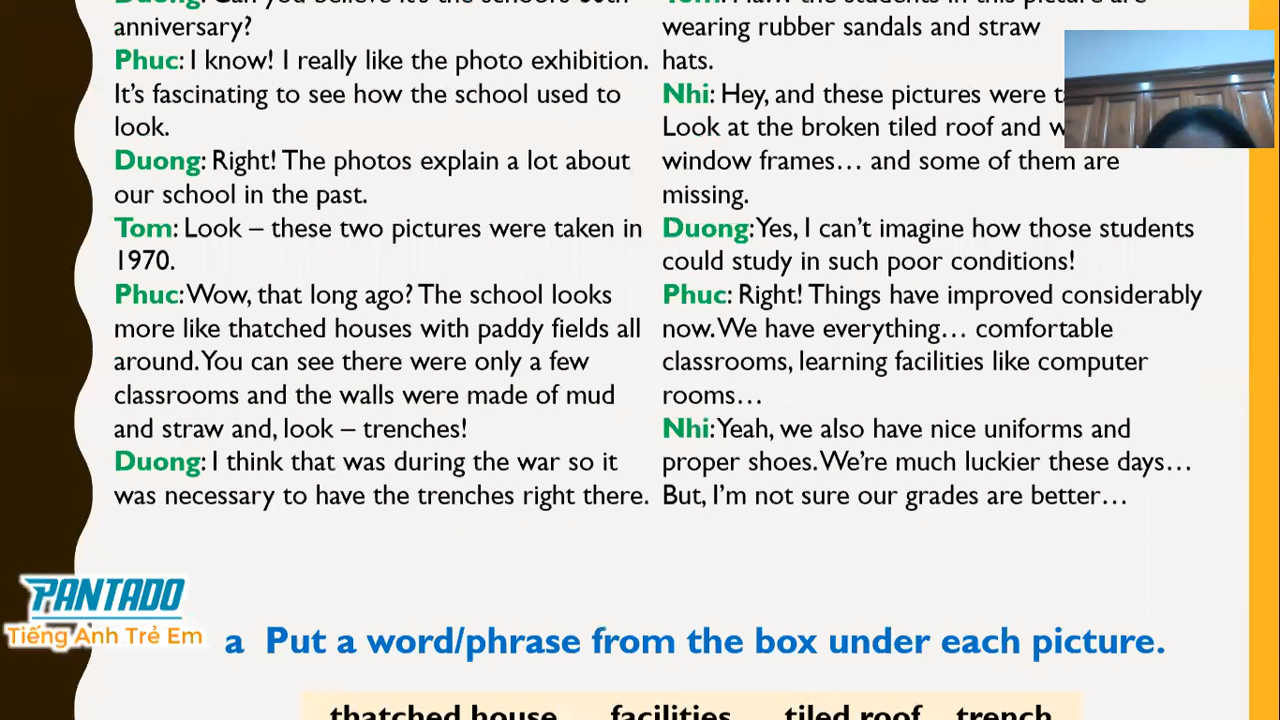 anniversary?
Phuc: I know! I really like the photo exhibition.
It's fascinating to see how the school used to
look.
Duong: Right! The photos explain a lot about
our school in the past.
Tom: Look – these two pictures were taken in
1970.
Phuc: Wow, that long ago? The school looks
more like thatched houses with paddy fields all
around. You can see there were only a few
classrooms and the walls were made of mud
and straw and, look – trenches!
Duong: I think that was during the war so it
was necessary to have the trenches right there.
the students in this picture are
wearing rubber sandals and straw
hats.
Nhi: Hey, and these pictures were
Look at the broken tiled roof and
window frames… and some of them are
missing.
Duong: Yes, I can't imagine how those students
could study in such poor conditions!
Phuc: Right! Things have improved considerably
now. We have everything… comfortable
classrooms, learning facilities like computer
rooms…
Nhi: Yeah, we also have nice uniforms and
proper shoes. We're much luckier these days…
But, I'm not sure our grades are better…
PANTADO
Tiếng Anh Trẻ Em
a Put a word/phrase from the box under each picture.
thatched house facilities tiled roof trench